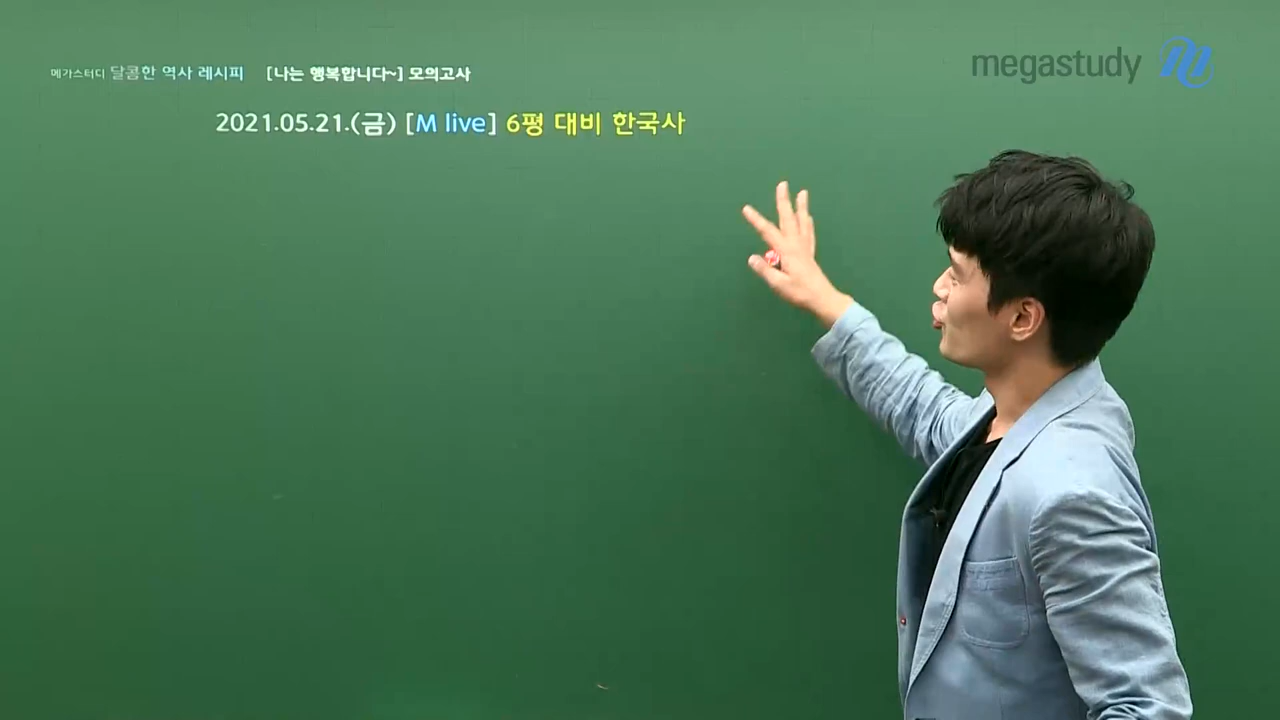 메가스터디 달콤한 역사 레시피 [나는 행복합니다~] 모의고사
megastudy
2021.05.21.(금) [M live] 6평 대비 한국사